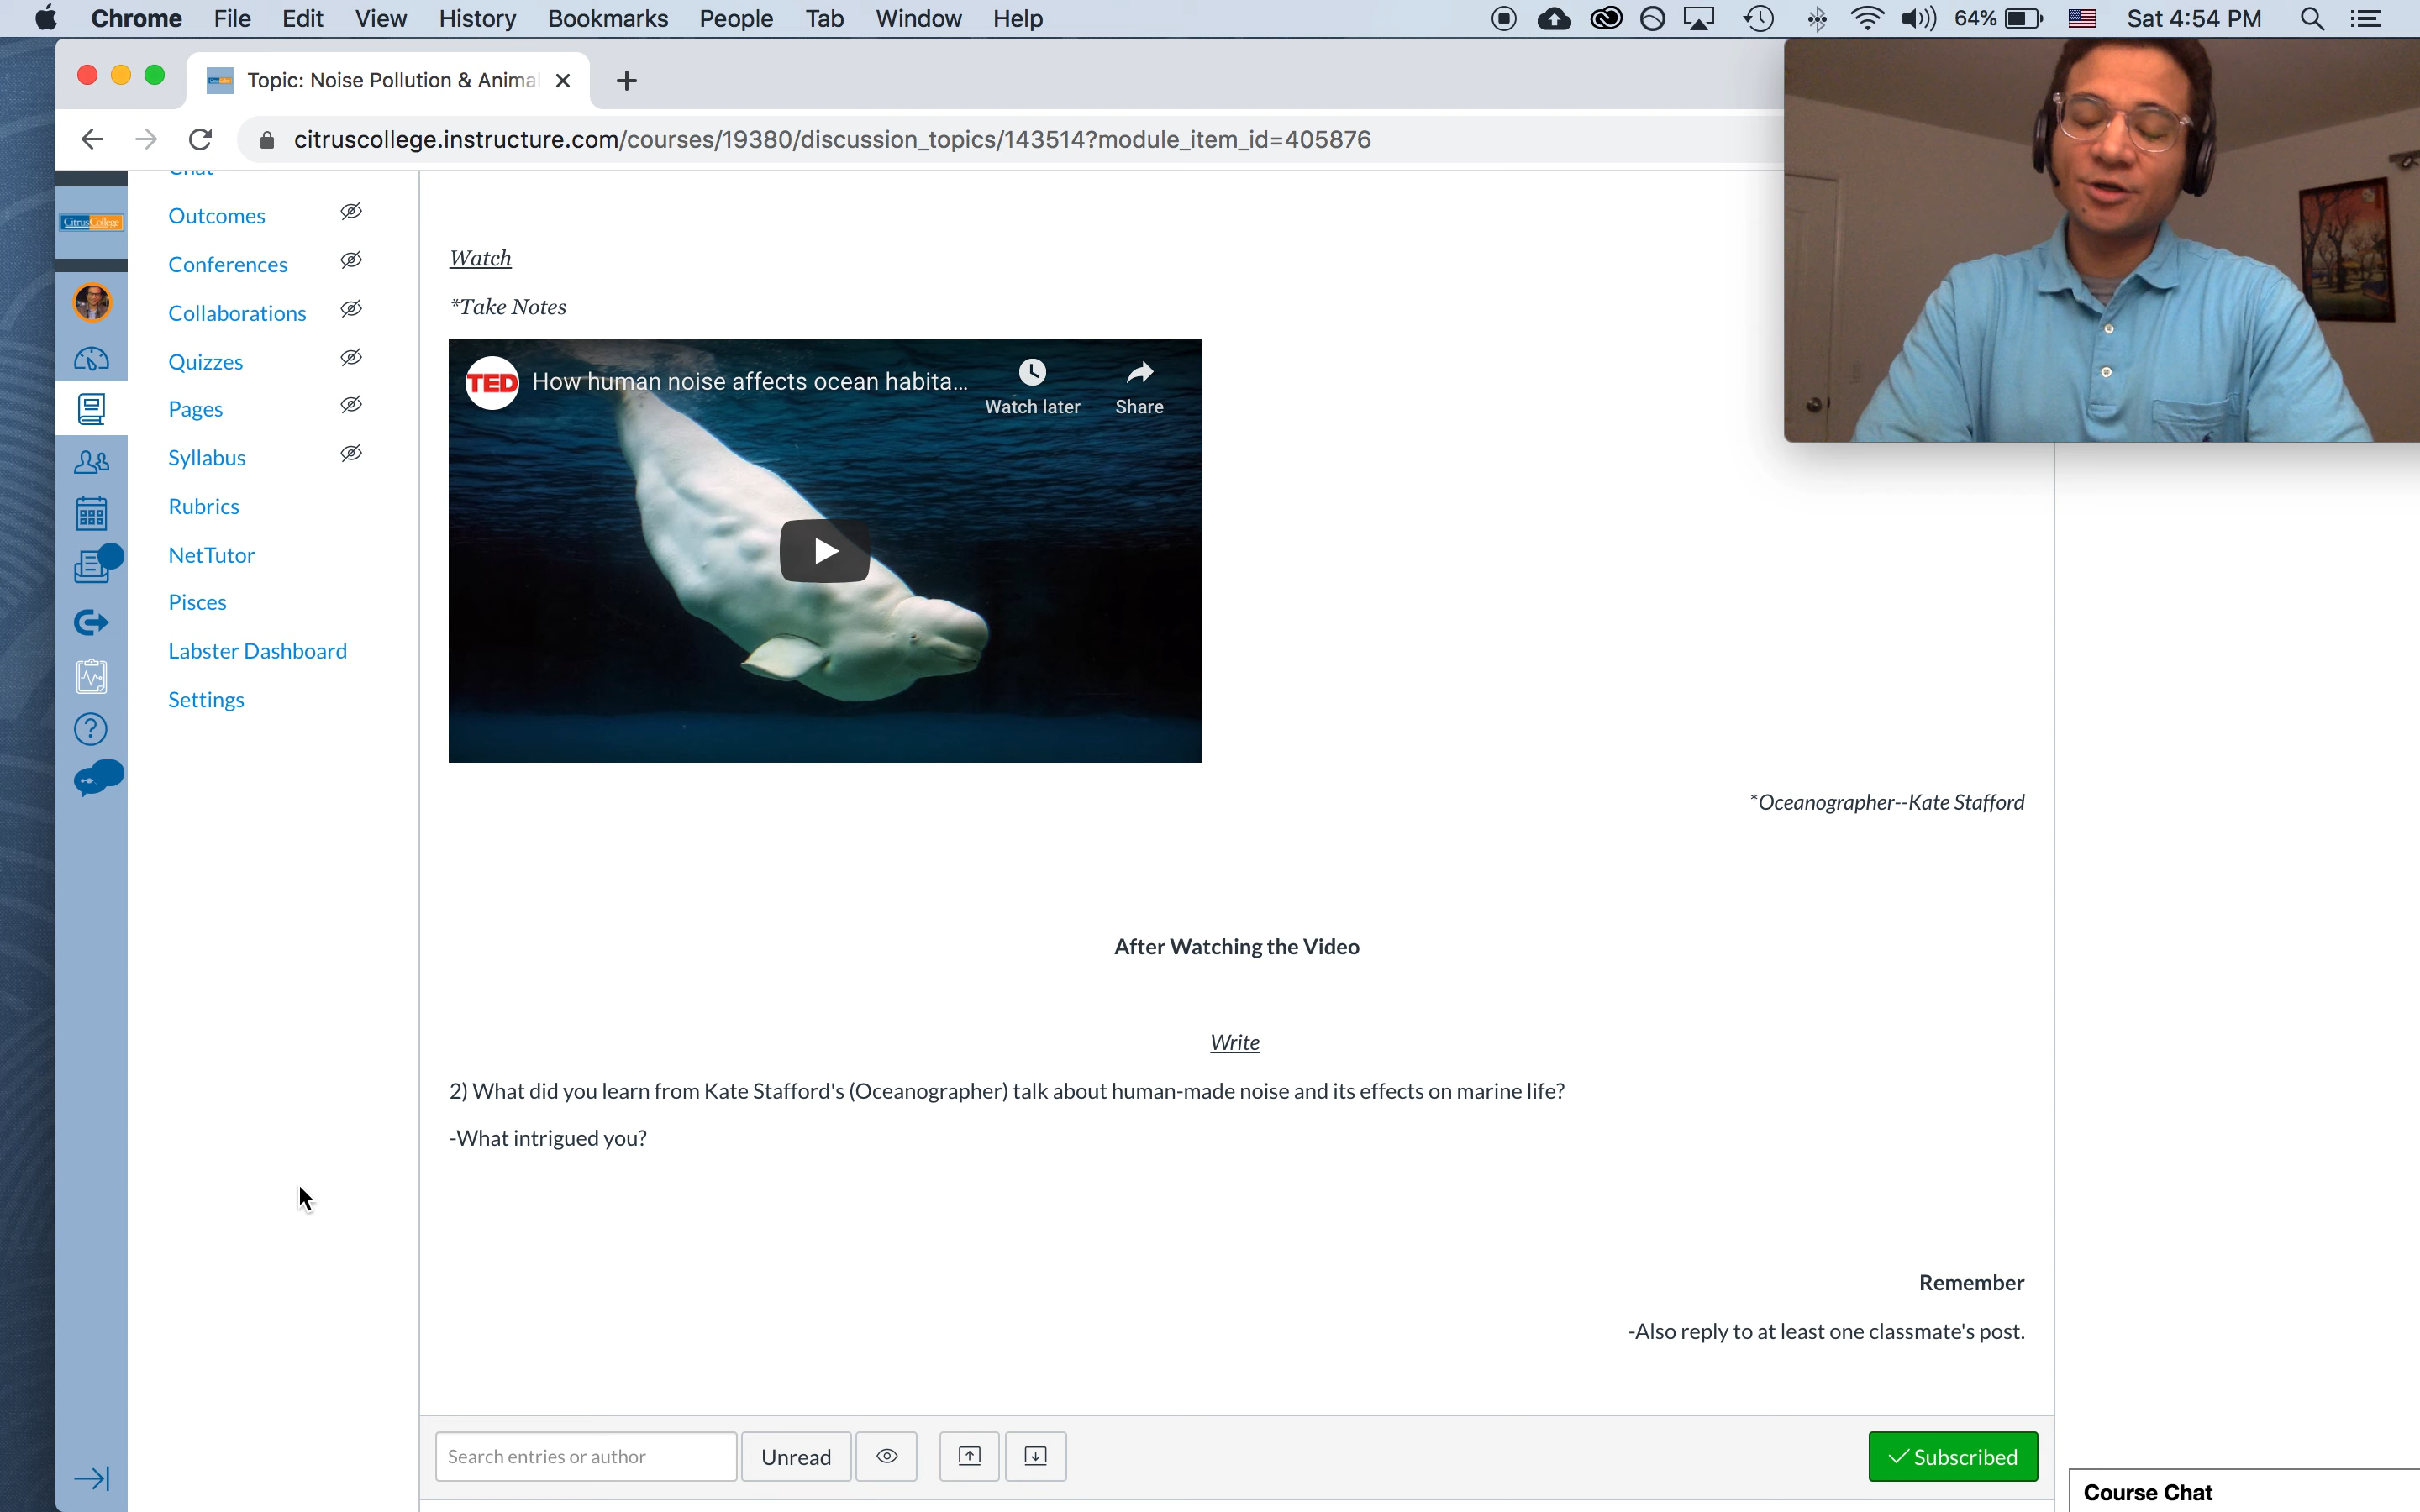 Chrome File Edit View History Bookmarks People Tab Window Help 64% Sat 4:54 PM
Topic: Noise Pollution & Anima
citruscollege.instructure.com/courses/19380/discussion_topics/143514?module_item_id=405876
Chat
CitrusCollege
Outcomes
Conferences
Collaborations
Quizzes
Pages
Syllabus
Rubrics
NetTutor
Pisces
Labster Dashboard
Settings
Watch
*Take Notes
TED How human noise affects ocean habita...
Watch later Share
*Oceanographer--Kate Stafford
After Watching the Video
Write
2) What did you learn from Kate Stafford's (Oceanographer) talk about human-made noise and its effects on marine life?
-What intrigued you?
Remember
-Also reply to at least one classmate's post.
Search entries or author Unread Subscribed
Course Chat